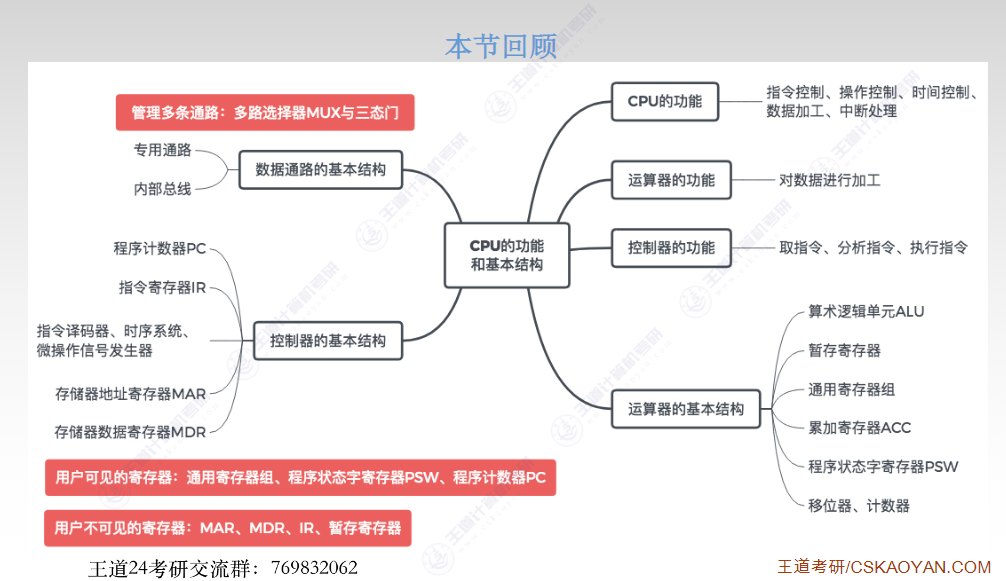 本节回顾
管理多条通路：多路选择器MUX与三态门
专用通路
内部总线
数据通路的基本结构
程序计数器PC
指令寄存器IR
指令译码器、时序系统、
微操作信号发生器
存储器地址寄存器MAR
存储器数据寄存器MDR
控制器的基本结构
CPU的功能
和基本结构
CPU的功能
指令控制、操作控制、时间控制、
数据加工、中断处理
运算器的功能
对数据进行加工
控制器的功能
取指令、分析指令、执行指令
运算器的基本结构
算术逻辑单元ALU
暂存寄存器
通用寄存器组
累加寄存器ACC
程序状态字寄存器PSW
移位器、计数器
用户可见的寄存器：通用寄存器组、程序状态字寄存器PSW、程序计数器PC
用户不可见的寄存器：MAR、MDR、IR、暂存寄存器
王道24考研交流群：769832062
王道考研/CSKAOYAN.COM